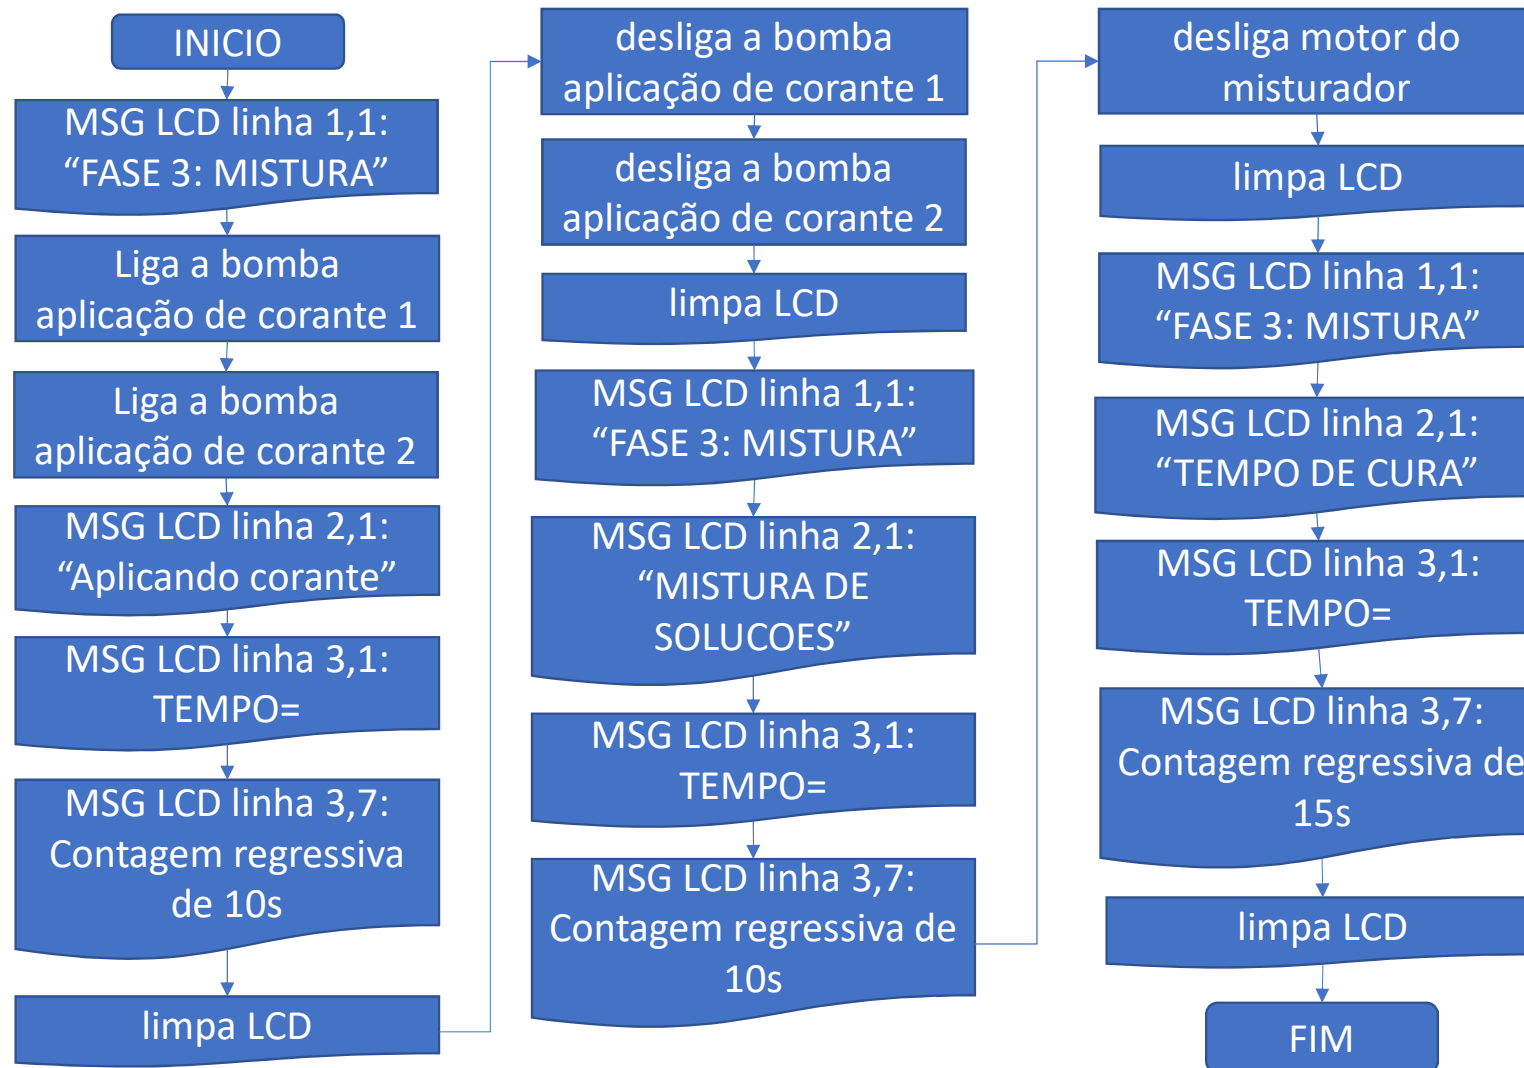 INICIO
MSG LCD linha 1,1:
“FASE 3: MISTURA”
Liga a bomba
aplicação de corante 1
Liga a bomba
aplicação de corante 2
MSG LCD linha 2,1:
“Aplicando corante”
MSG LCD linha 3,1:
TEMPO=
MSG LCD linha 3,7:
Contagem regressiva
de 10s
limpa LCD
desliga a bomba
aplicação de corante 1
desliga a bomba
aplicação de corante 2
limpa LCD
MSG LCD linha 1,1:
“FASE 3: MISTURA”
MSG LCD linha 2,1:
“MISTURA DE
SOLUCOES”
MSG LCD linha 3,1:
TEMPO=
MSG LCD linha 3,7:
Contagem regressiva de
10s
desliga motor do
misturador
limpa LCD
MSG LCD linha 1,1:
“FASE 3: MISTURA”
MSG LCD linha 2,1:
“TEMPO DE CURA”
MSG LCD linha 3,1:
TEMPO=
MSG LCD linha 3,7:
Contagem regressiva de
15s
limpa LCD
FIM